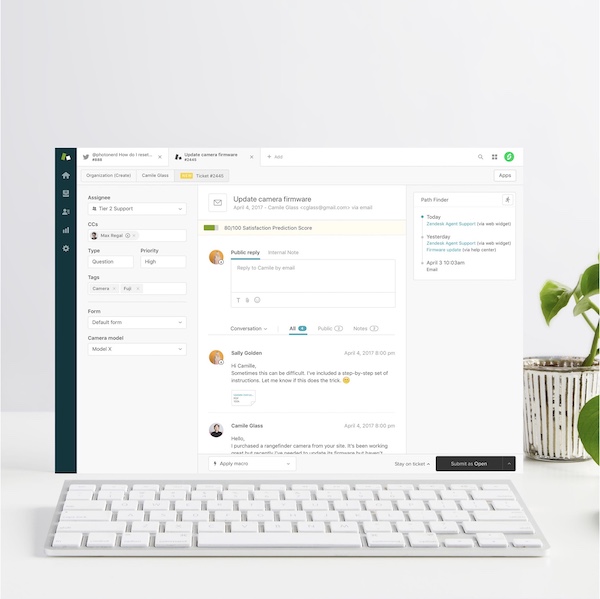 @photonerd How do I reset...
#888
Update camera firmware
#2445
Add
Organization (Create)
Camile Glass
NEW
Ticket #2445
Apps
Assignee
Tier 2 Support
CCs
Mas Regal
Type
Priority
Question
High
Tags
Camera
Fuji
Form
Default form
Camera model
Model X
Update camera firmware
April 4, 2017 - Camile Glass <cglass@gmail.com> via email
90/100 Satisfaction Prediction Score
Public reply
Internal Note
Reply to Camile by email
T
Conversation
All
Public
Notes
Sally Golden
April 4, 2017 8:00 pm
Hi Camille,
Sometimes this can be difficult. I've included a step-by-step set of
instructions. Let me know if this does the trick.
Camile Glass
April 4, 2017 8:00 pm
Hello,
I purchased a rangefinder camera from your site. It's been working
great but recently I've needed to update its firmware but haven't
Apply macro
Stay on ticket
Submit as Open
Path Finder
Today
Zendesk Agent Support (via web widget)
Yesterday
Zendesk Agent Support (via web widget)
Firmware update (via help center)
April 3 10:03am
Email